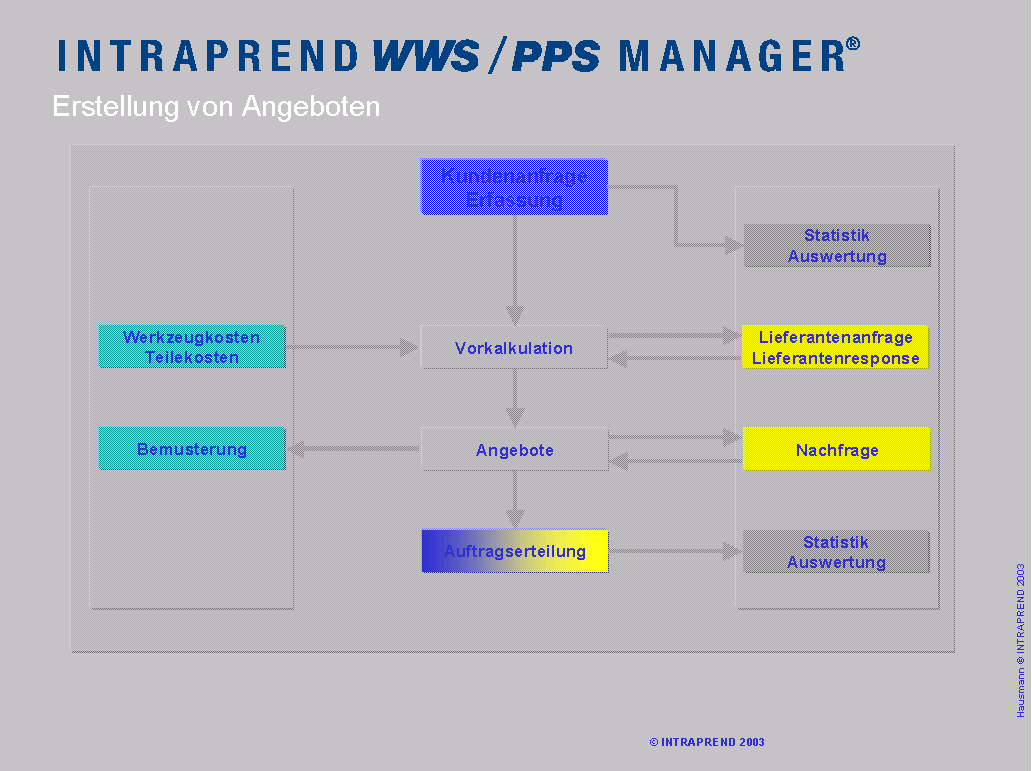 INTRAPREND WWS / PPS MANAGER®
Erstellung von Angeboten
Kundenanfrage
Erfassung
Statistik
Auswertung
Werkzeugkosten
Teilekosten
Vorkalkulation
Lieferantenanfrage
Lieferantenresponse
Bemusterung
Angebote
Nachfrage
Auftragserteilung
Statistik
Auswertung
Hausmann © INTRAPREND 2003
© INTRAPREND 2003